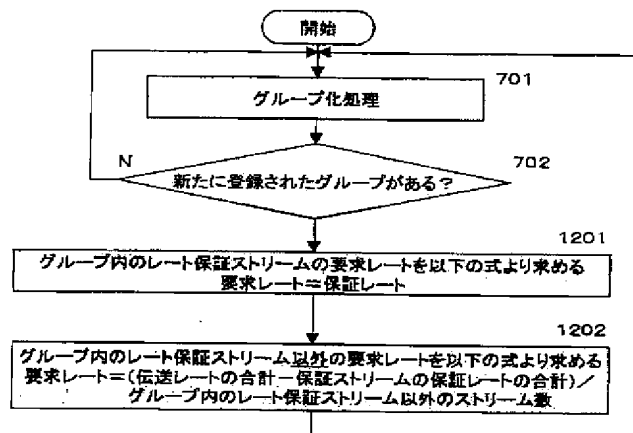 開始
701
グループ化処理
N
702
新たに登録されたグループがある?
1201
グループ内のレート保証ストリームの要求レートを以下の式より求める
要求レート=保証レート
1202
グループ内のレート保証ストリーム以外の要求レートを以下の式より求める
要求レート=(伝送レートの合計-保証ストリームの保証レートの合計)/
グループ内のレート保証ストリーム以外のストリーム数